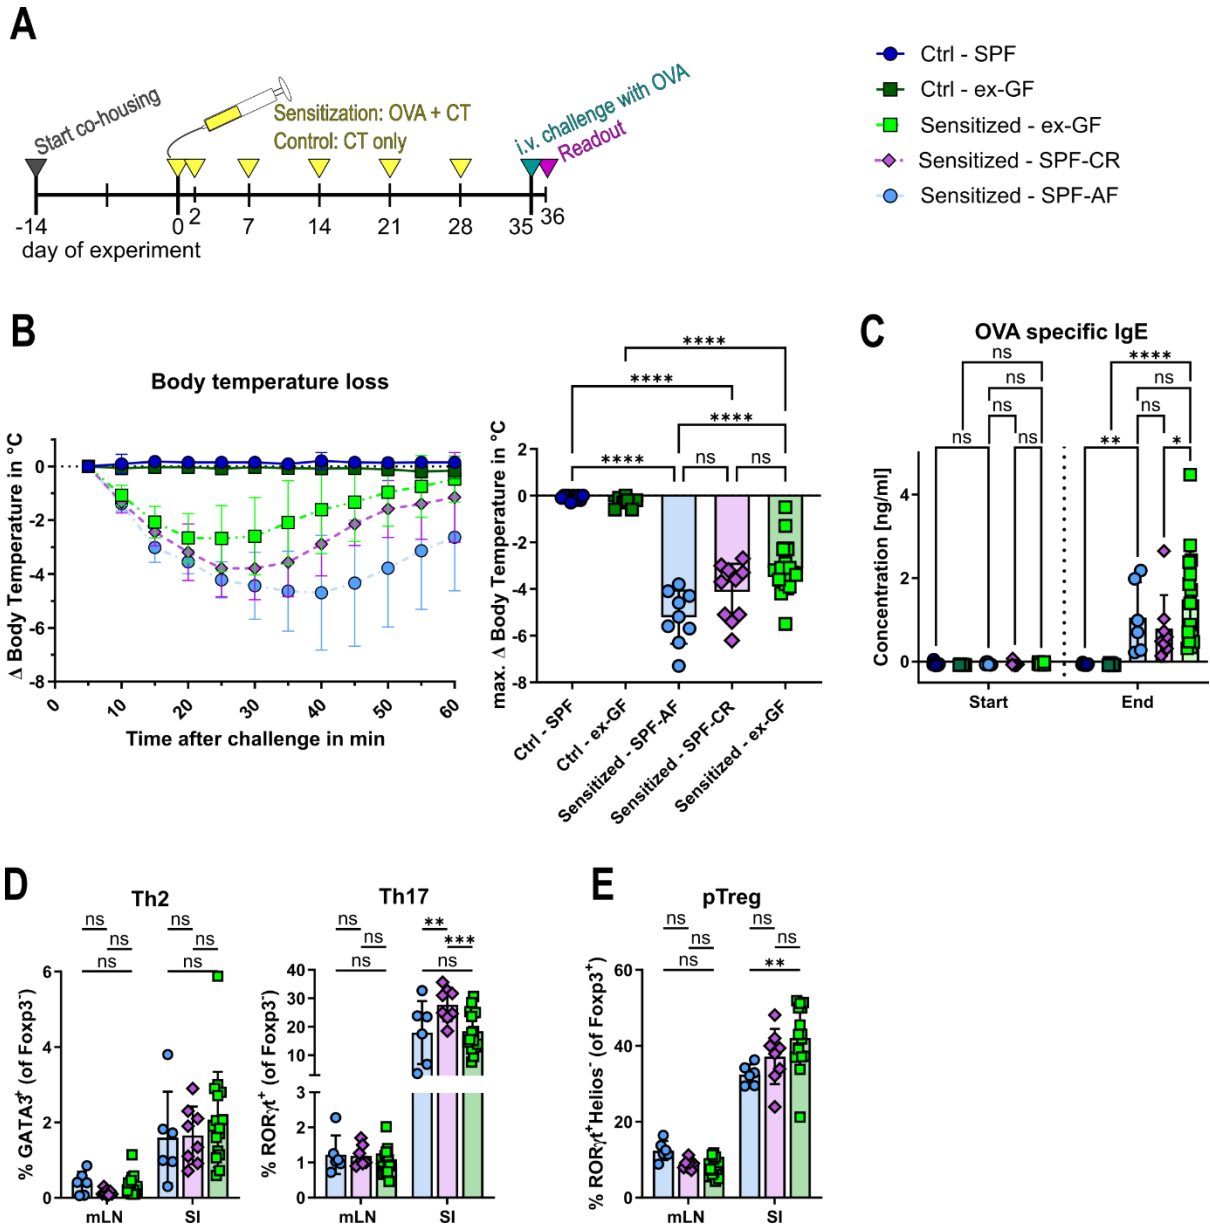 A
Start co-housing
Sensitization: OVA + CT
Control: CT only
i.v. challenge with OVA
Readout
-14
0
2
7
14
21
28
35
36
day of experiment
Ctrl - SPF
Ctrl - ex-GF
Sensitized - ex-GF
Sensitized - SPF-CR
Sensitized - SPF-AF
B
Body temperature loss
Δ Body Temperature in °C
2
0
-2
-4
-6
-8
0
10
20
30
40
50
60
Time after challenge in min
****
****
****
****
ns
ns
max. Δ Body Temperature in °C
2
0
-2
-4
-6
-8
Ctrl - SPF
Ctrl - ex-GF
Sensitized - SPF-AF
Sensitized - SPF-CR
Sensitized - ex-GF
C
OVA specific IgE
ns
ns
ns
ns
ns
****
ns
ns
**
*
Concentration [ng/ml]
4
2
0
Start
End
D
Th2
ns
ns
ns
ns
ns
ns
% GATA3⁺ (of Foxp3⁻)
6
4
2
0
mLN
SI
Th17
ns
ns
ns
**
***
ns
% RORγt⁺ (of Foxp3⁻)
40
30
20
10
3
2
1
0
mLN
SI
E
pTreg
ns
ns
ns
ns
ns
**
% RORγt⁺Helios⁻ (of Foxp3⁺)
60
40
20
0
mLN
SI